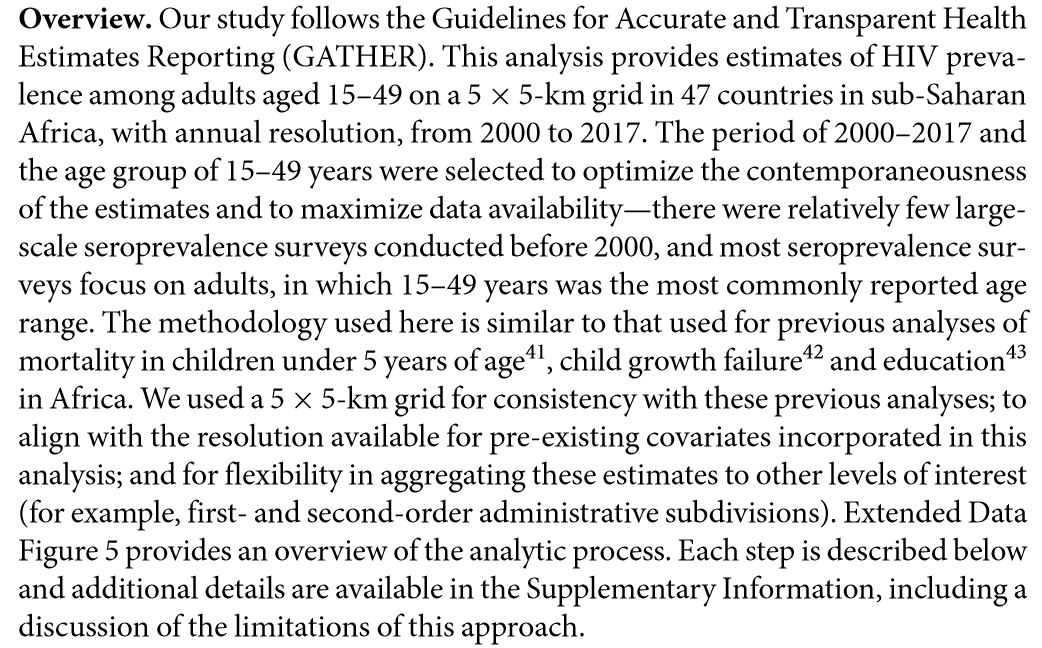 Overview. Our study follows the Guidelines for Accurate and Transparent Health
Estimates Reporting (GATHER). This analysis provides estimates of HIV preva-
lence among adults aged 15–49 on a 5 × 5-km grid in 47 countries in sub-Saharan
Africa, with annual resolution, from 2000 to 2017. The period of 2000–2017 and
the age group of 15–49 years were selected to optimize the contemporaneousness
of the estimates and to maximize data availability—there were relatively few large-
scale seroprevalence surveys conducted before 2000, and most seroprevalence sur-
veys focus on adults, in which 15–49 years was the most commonly reported age
range. The methodology used here is similar to that used for previous analyses of
mortality in children under 5 years of age⁴¹, child growth failure⁴² and education⁴³
in Africa. We used a 5 × 5-km grid for consistency with these previous analyses; to
align with the resolution available for pre-existing covariates incorporated in this
analysis; and for flexibility in aggregating these estimates to other levels of interest
(for example, first- and second-order administrative subdivisions). Extended Data
Figure 5 provides an overview of the analytic process. Each step is described below
and additional details are available in the Supplementary Information, including a
discussion of the limitations of this approach.